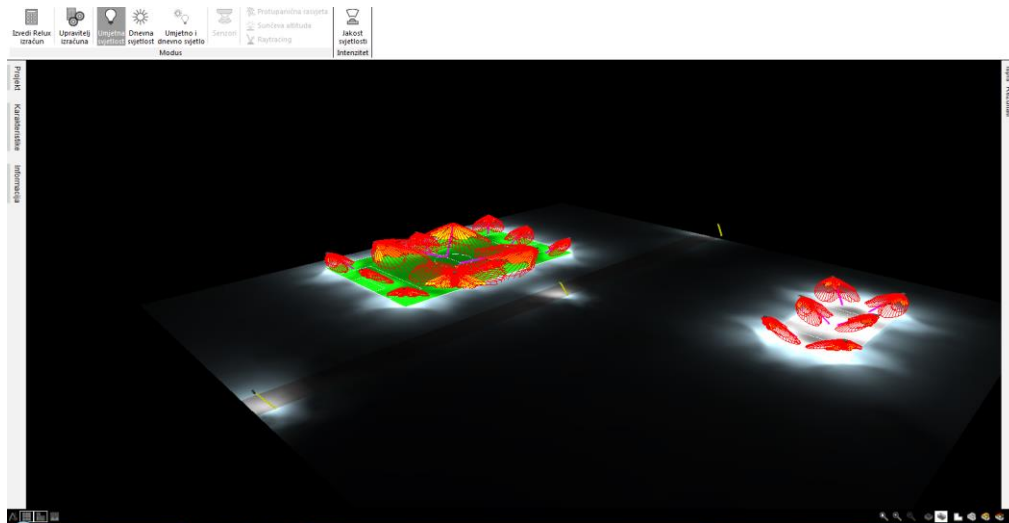 Izvedi Relux
izračun
Upravitelj
izračuna
Umjetna
svjetlost
Dnevna
svjetlost
Umjetno i
dnevno svjetlo
Senzori
Protuparnična rasvjeta
Sunčeva altituda
Raytracing
Jakost
svjetlosti
Modus
Intenzitet
Projekt
Karakteristike
Informacija